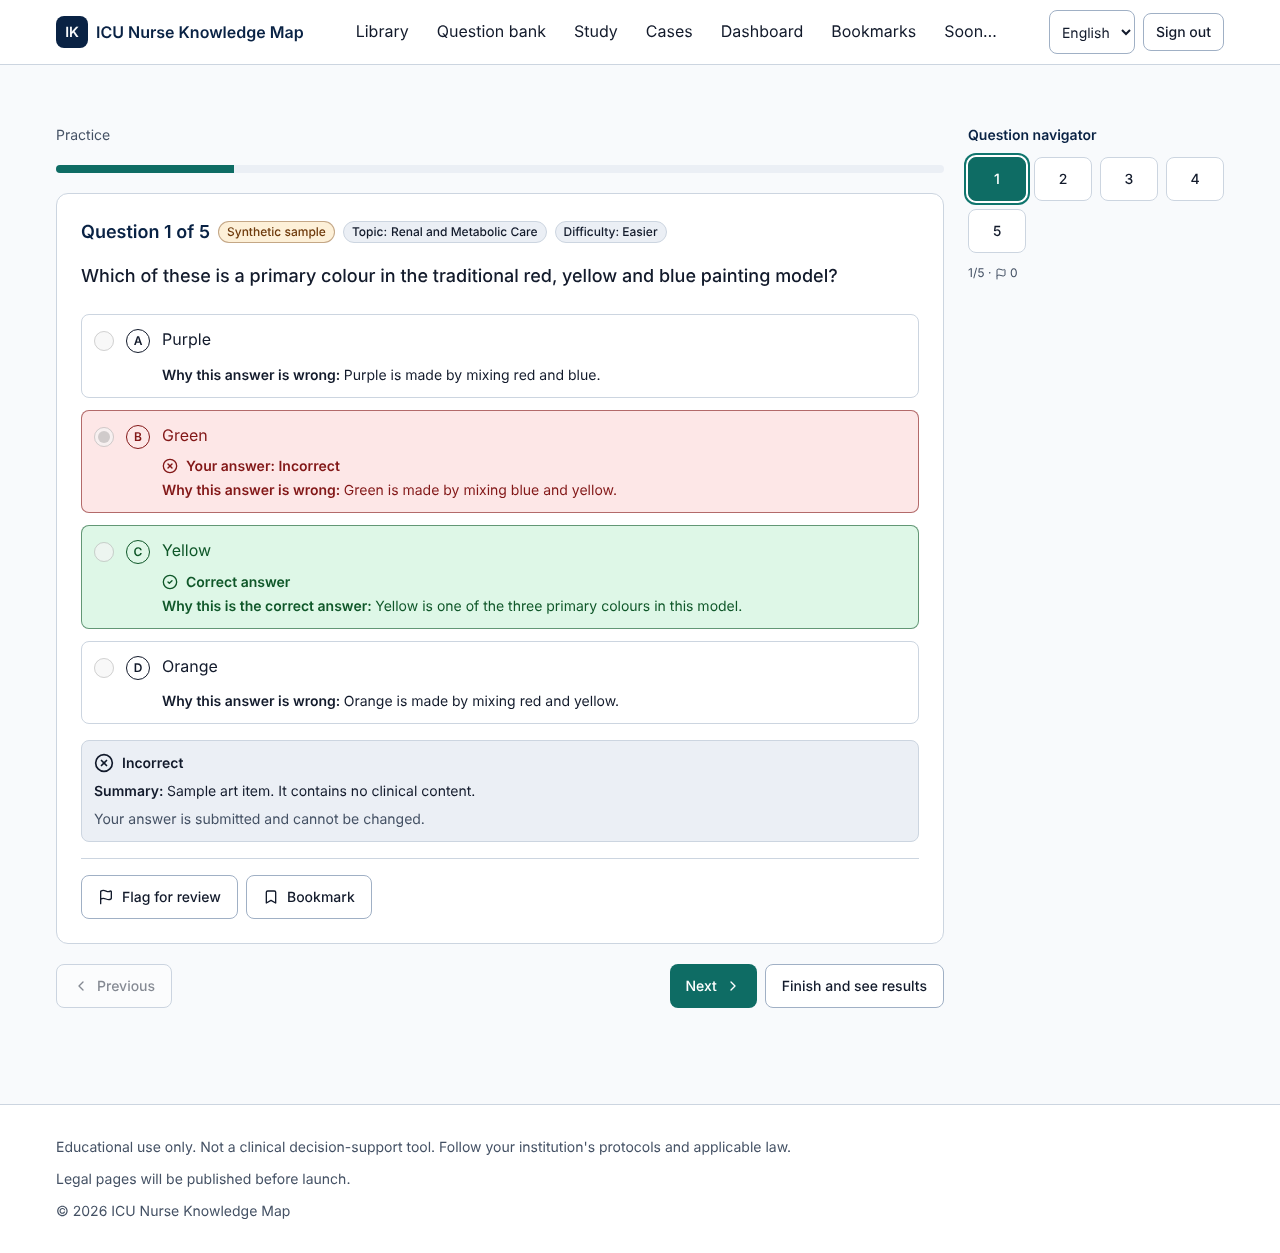 IK ICU Nurse Knowledge Map Library Question bank Study Cases Dashboard Bookmarks Soon... English Sign out
Practice
Question 1 of 5 Synthetic sample Topic: Renal and Metabolic Care Difficulty: Easier
Which of these is a primary colour in the traditional red, yellow and blue painting model?
A Purple
Why this answer is wrong: Purple is made by mixing red and blue.
B Green
Your answer: Incorrect
Why this answer is wrong: Green is made by mixing blue and yellow.
C Yellow
Correct answer
Why this is the correct answer: Yellow is one of the three primary colours in this model.
D Orange
Why this answer is wrong: Orange is made by mixing red and yellow.
Incorrect
Summary: Sample art item. It contains no clinical content.
Your answer is submitted and cannot be changed.
Flag for review Bookmark
Previous Next Finish and see results
Question navigator
1 2 3 4
5
1/5 · 0
Educational use only. Not a clinical decision-support tool. Follow your institution's protocols and applicable law.
Legal pages will be published before launch.
© 2026 ICU Nurse Knowledge Map